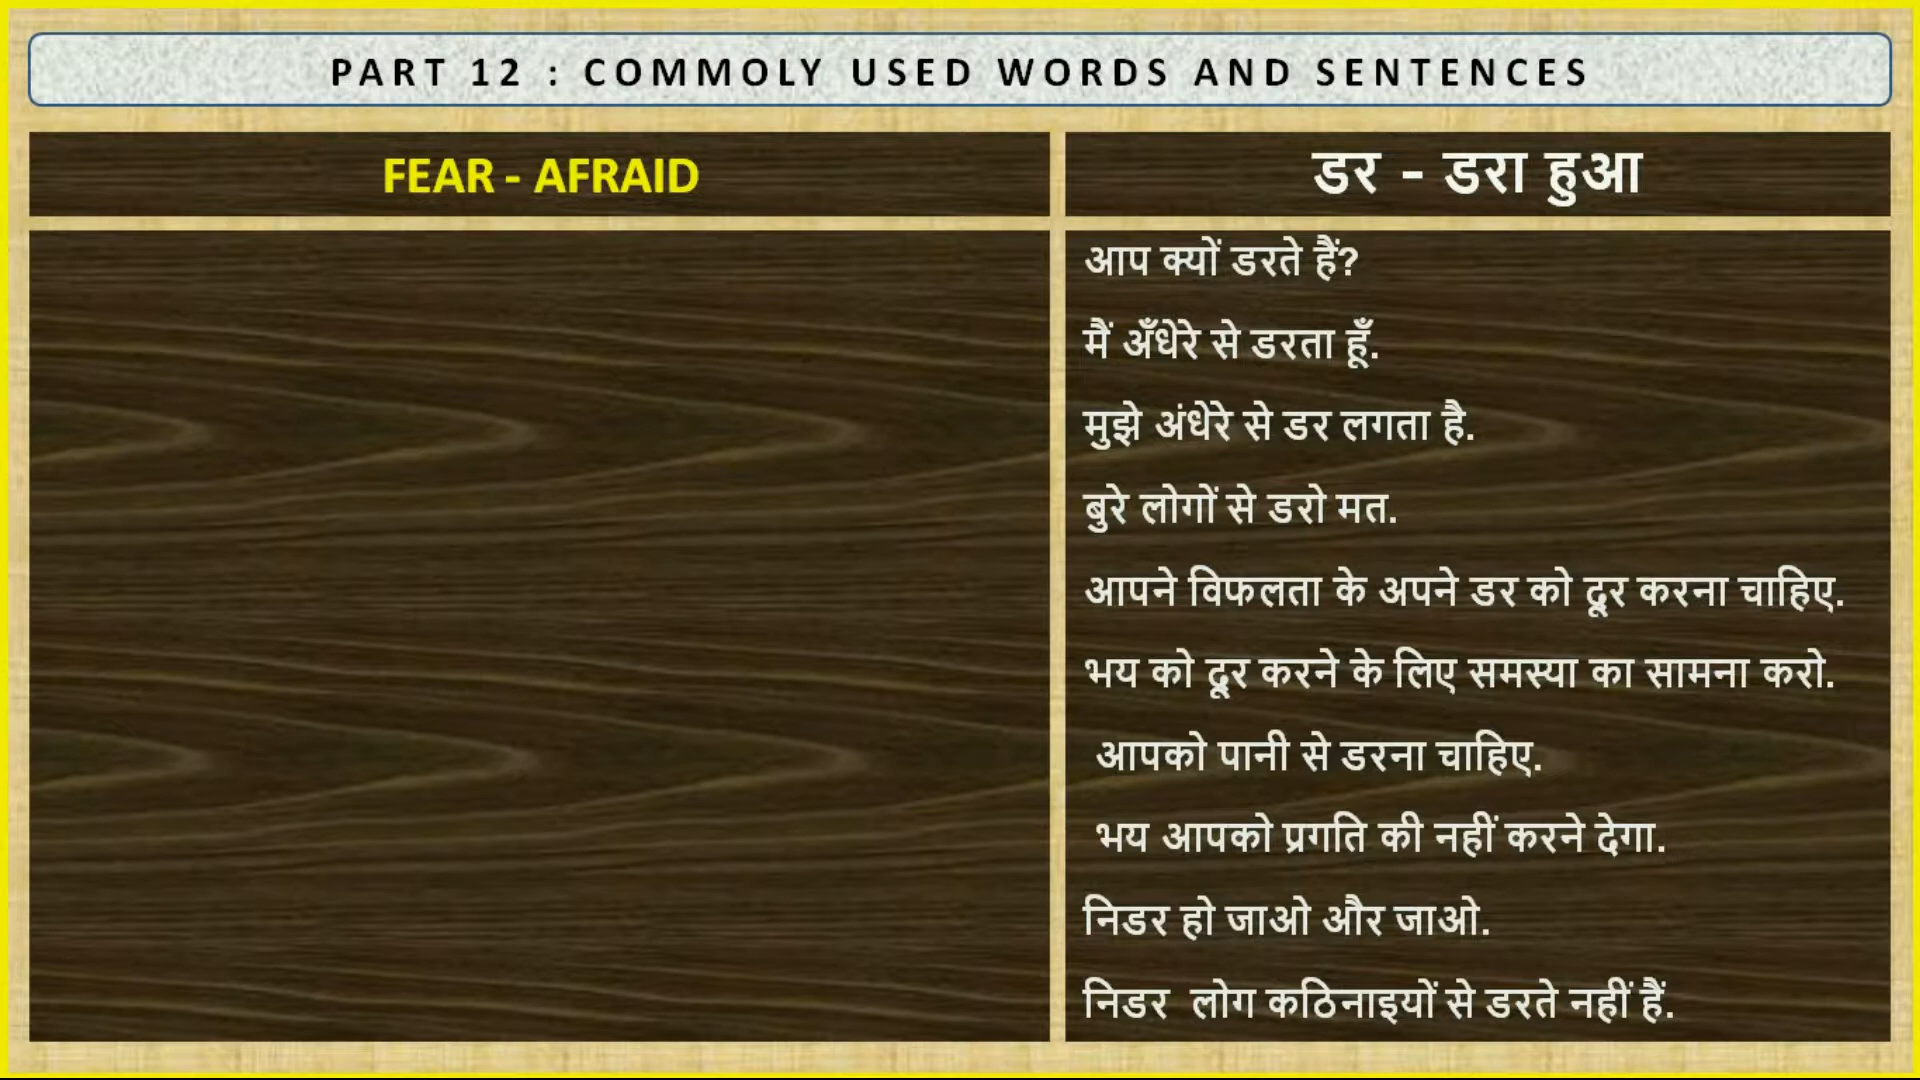 PART 12 : COMMOLY USED WORDS AND SENTENCES
FEAR - AFRAID
डर - डरा हुआ
आप क्यों डरते हैं?
मैं अँधेरे से डरता हूँ.
मुझे अंधेरे से डर लगता है.
बुरे लोगों से डरो मत.
आपने विफलता के अपने डर को दूर करना चाहिए.
भय को दूर करने के लिए समस्या का सामना करो.
आपको पानी से डरना चाहिए.
भय आपको प्रगति की नहीं करने देगा.
निडर हो जाओ और जाओ.
निडर लोग कठिनाइयों से डरते नहीं हैं.